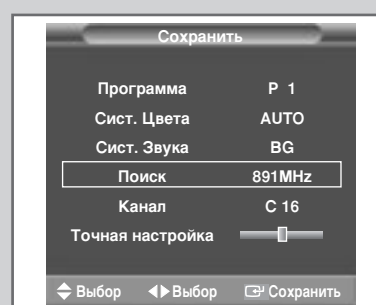 Сохранить
Программа P 1
Сист. Цвета AUTO
Сист. Звука BG
Поиск 891MHz
Канал C 16
Точная настройка
Выбор Выбор Сохранить